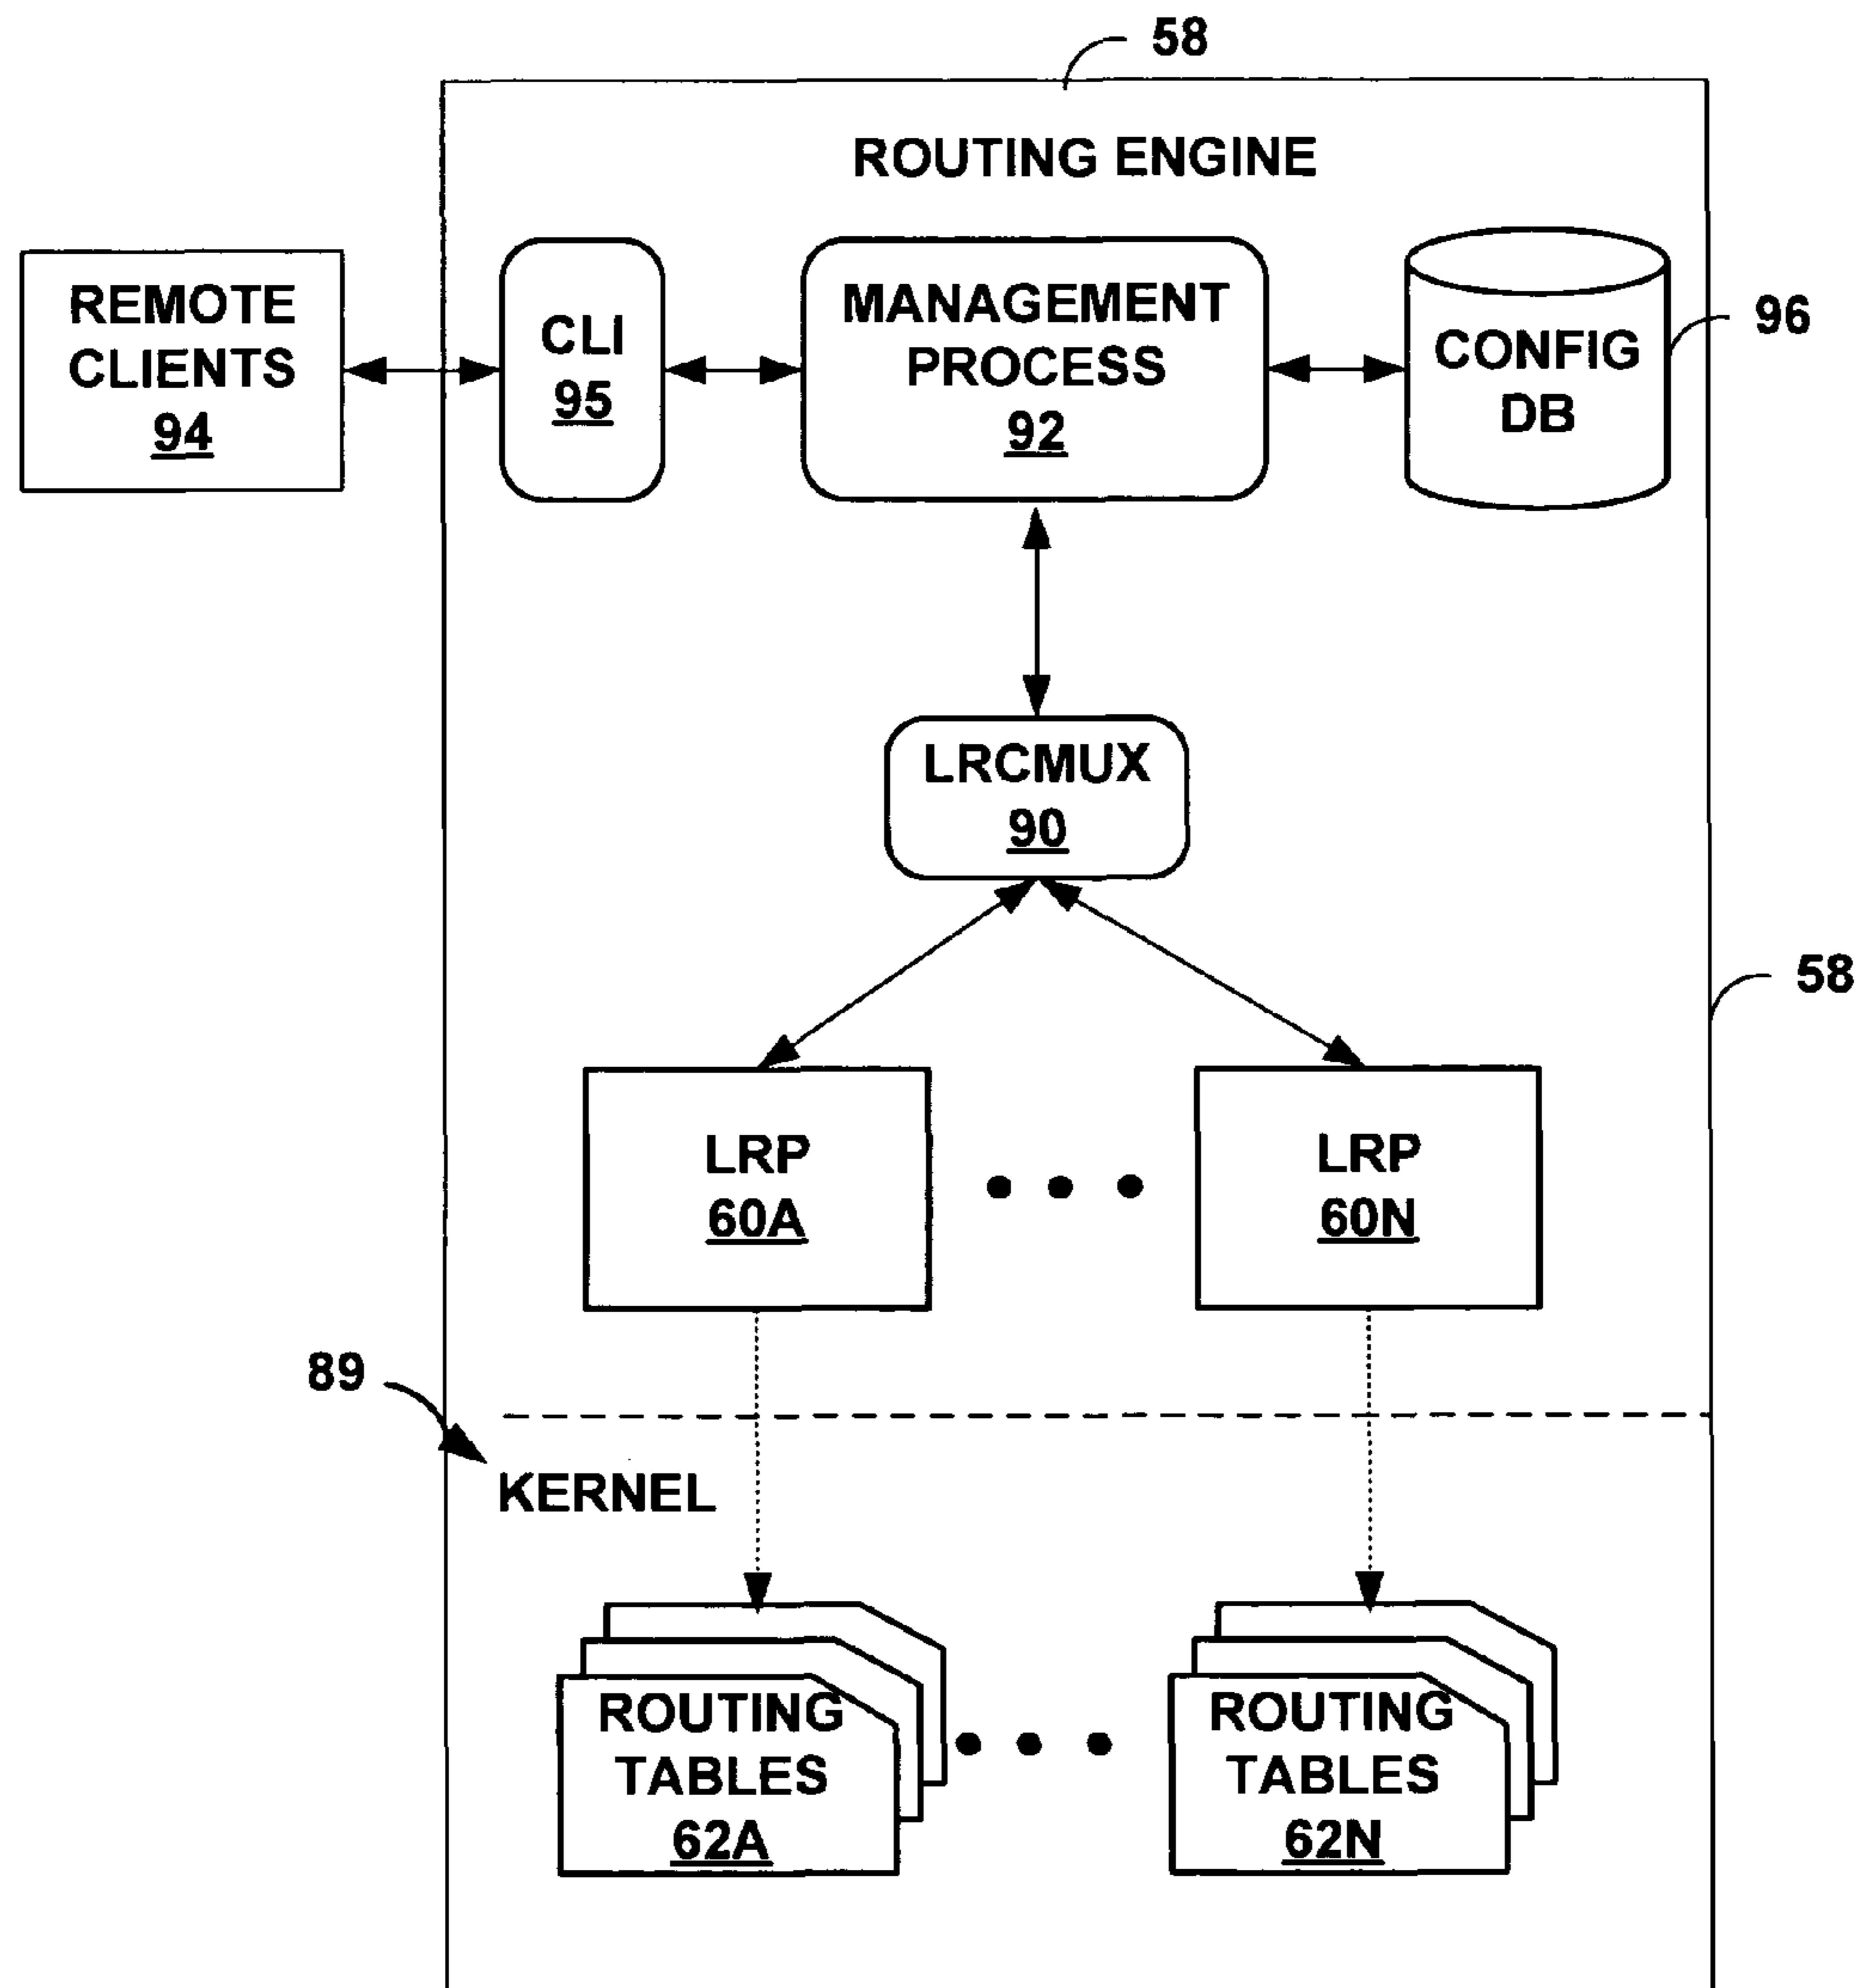 58
ROUTING ENGINE
REMOTE
CLIENTS
94
CLI
95
MANAGEMENT
PROCESS
92
CONFIG
DB
96
LRCMUX
90
58
LRP
60A
LRP
60N
89
KERNEL
ROUTING
TABLES
62A
ROUTING
TABLES
62N